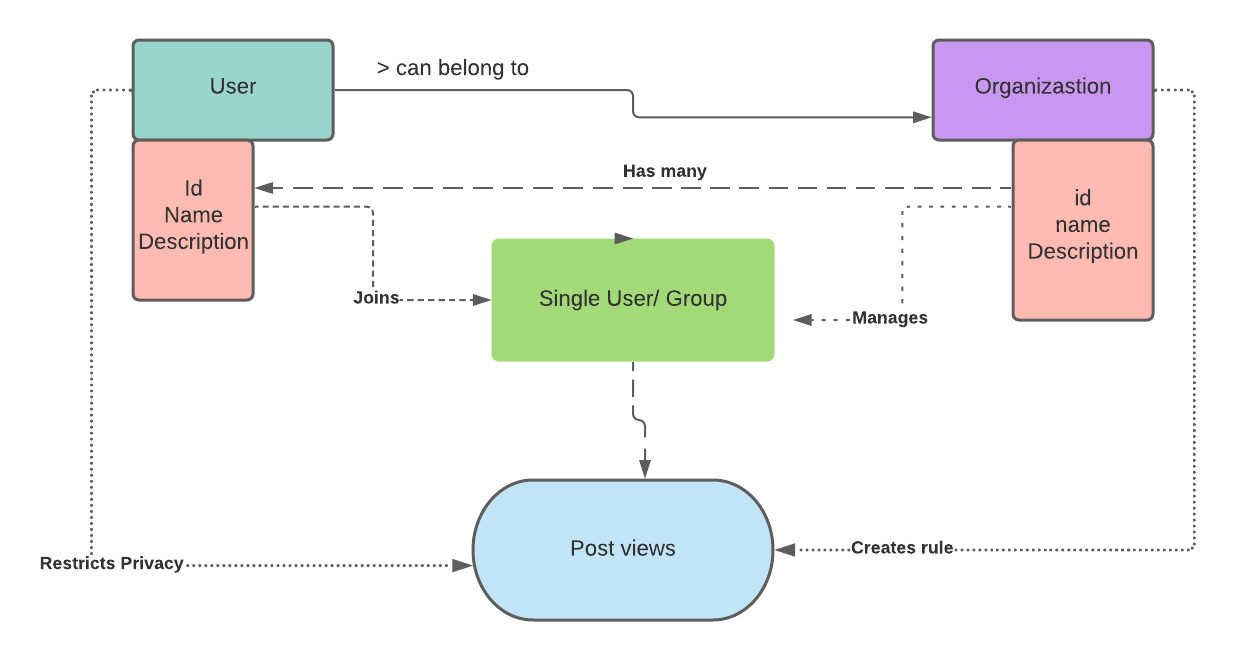 User
> can belong to
Organizastion
Has many
Id
Name
Description
id
name
Description
Joins
Single User/ Group
Manages
Post views
Creates rule
Restricts Privacy